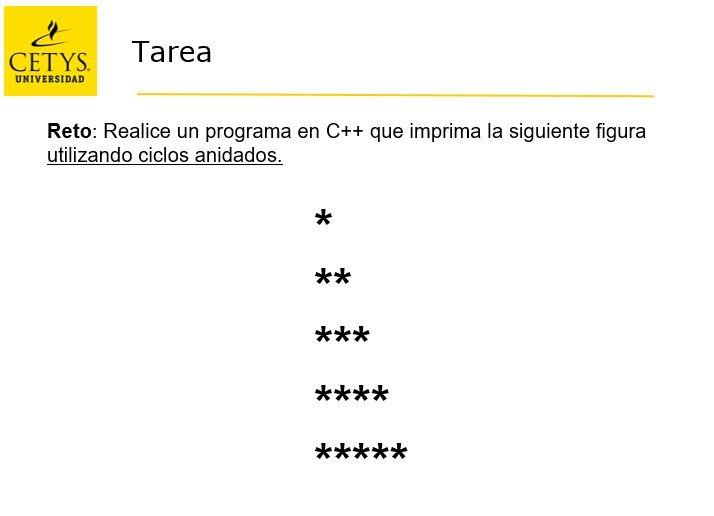 CETYS
UNIVERSIDAD
Tarea
Reto: Realice un programa en C++ que imprima la siguiente figura
utilizando ciclos anidados.
*
**
***
****
*****